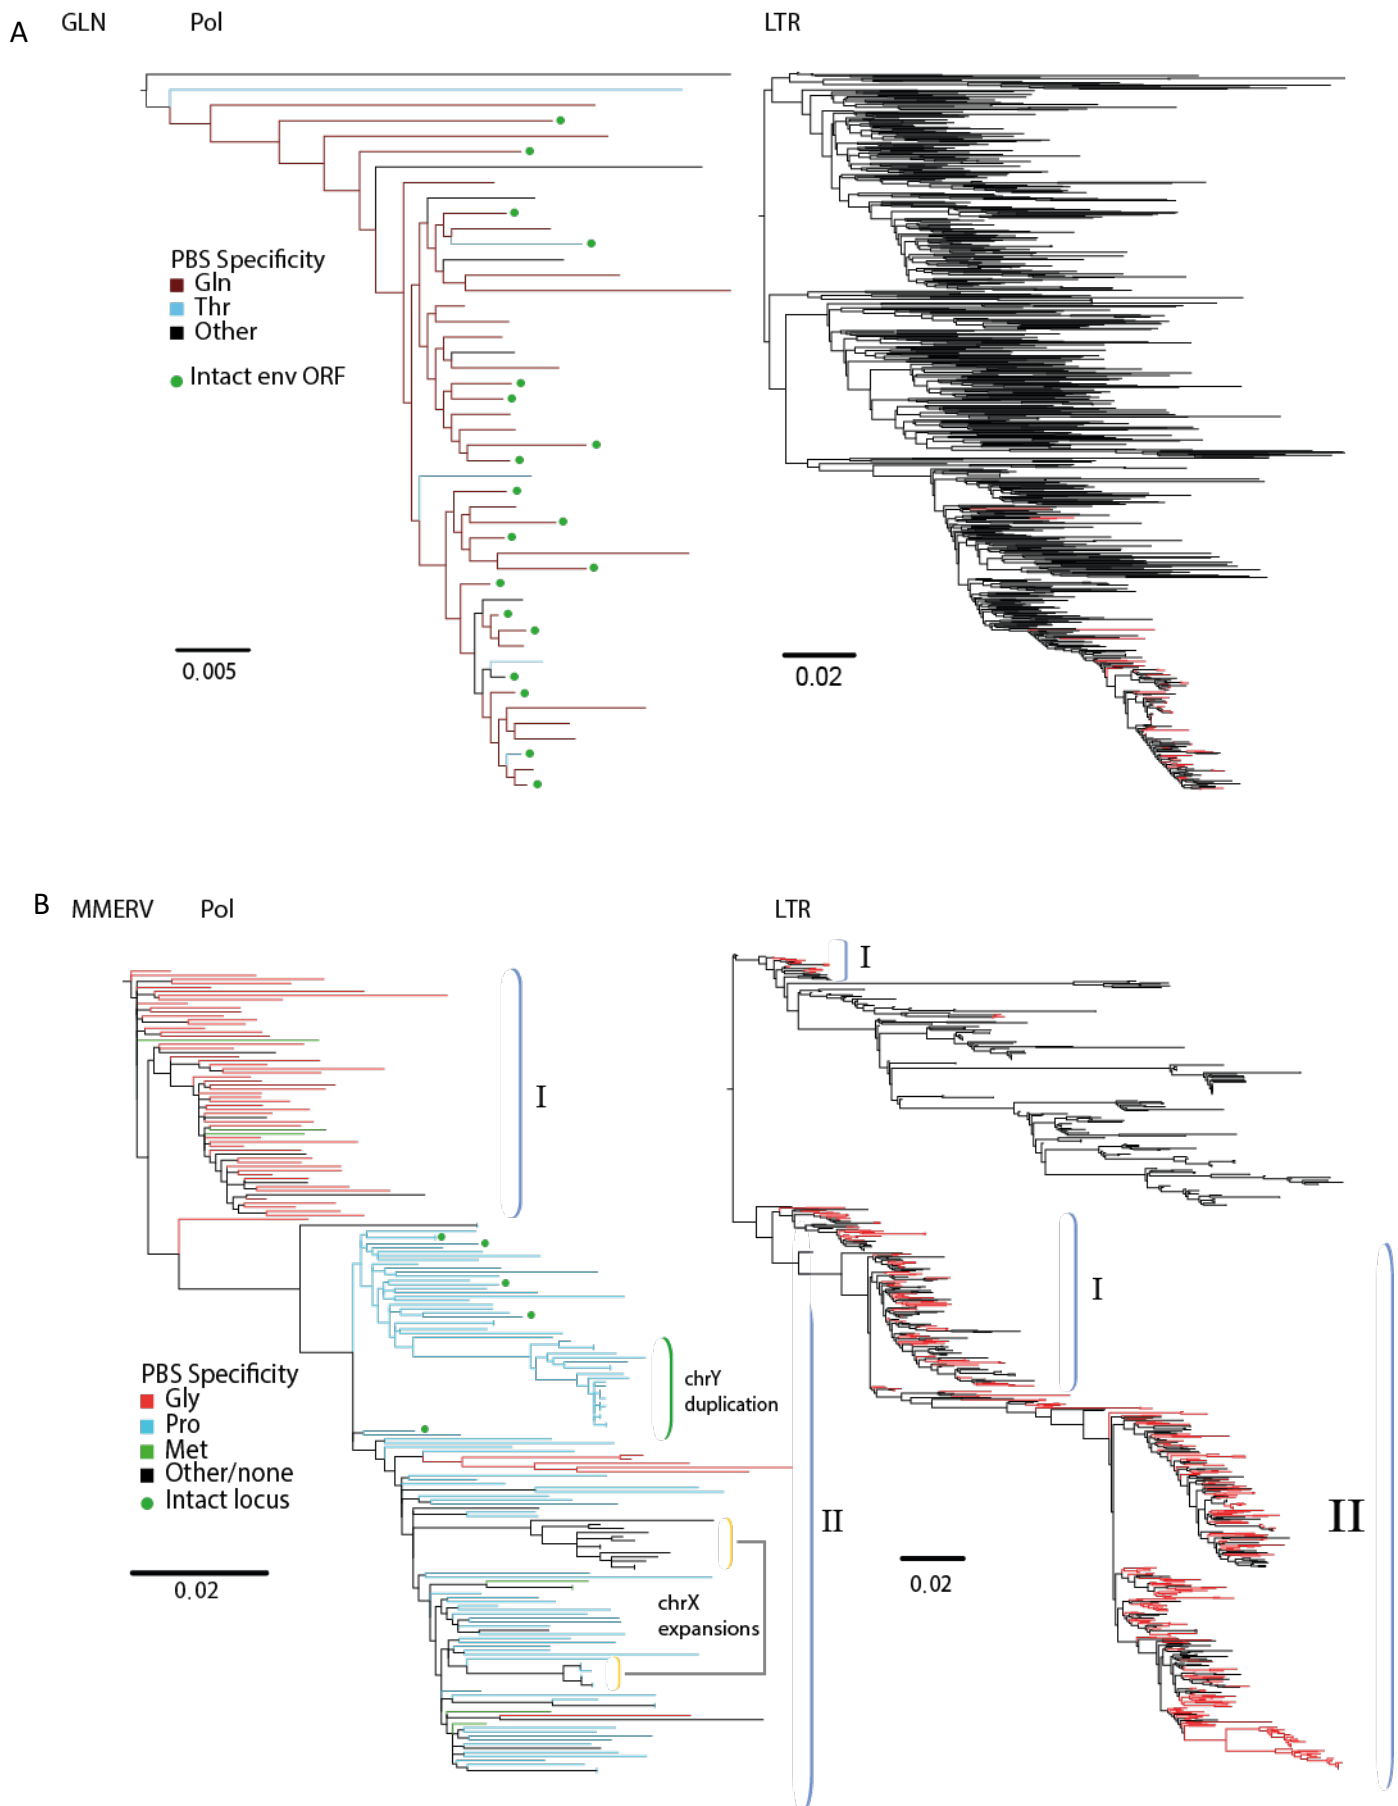 A GLN Pol LTR
PBS Specificity
Gln
Thr
Other
Intact env ORF
0.005
0.02
B MMERV Pol LTR
I
I
I
chrY
duplication
PBS Specificity
Gly
Pro
Met
Other/none
Intact locus
0.02
II
II
0.02
chrX
expansions